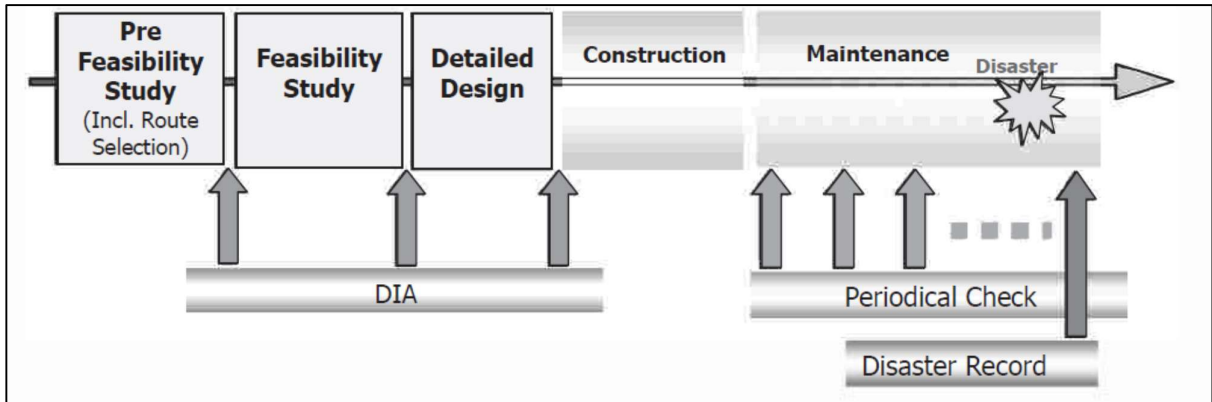 Pre
Feasibility
Study
(Incl. Route
Selection)
Feasibility
Study
Detailed
Design
Construction
Maintenance
Disaster
DIA
Periodical Check
Disaster Record